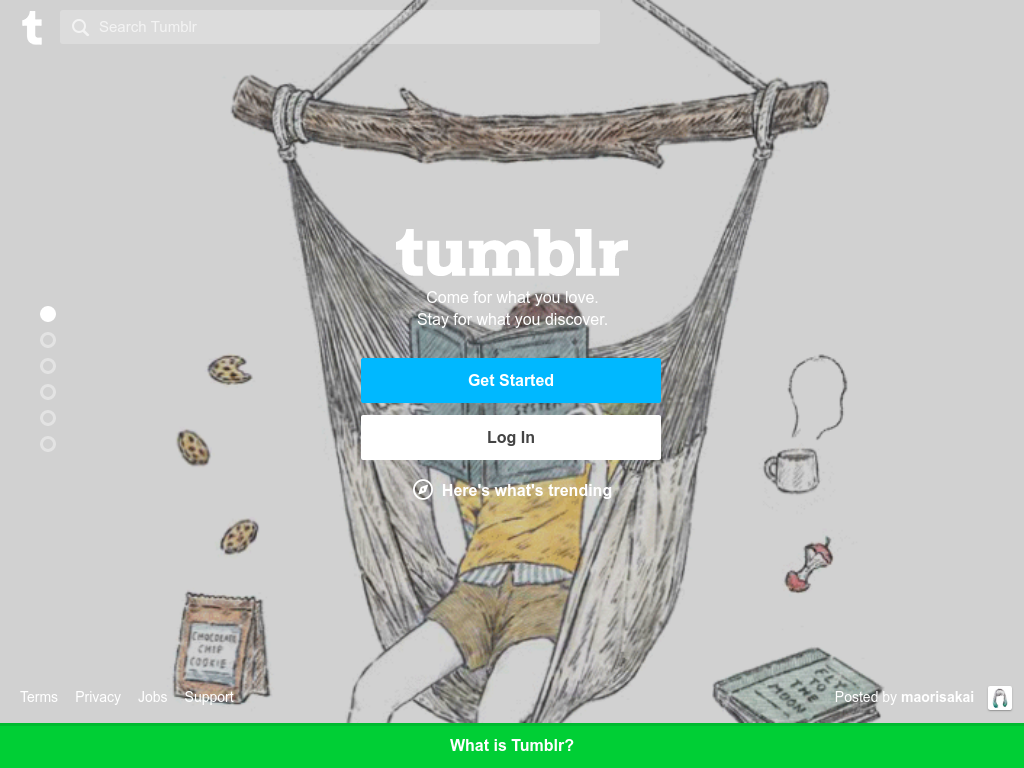 t
Search Tumblr
tumblr
Come for what you love.
Stay for what you discover.
Get Started
Log In
Here's what's trending
CHOCOLATE
CHIP
COOKIE
FLY
TO
THE
MOON
Terms
Privacy
Jobs
Support
Posted by maorisakai
What is Tumblr?